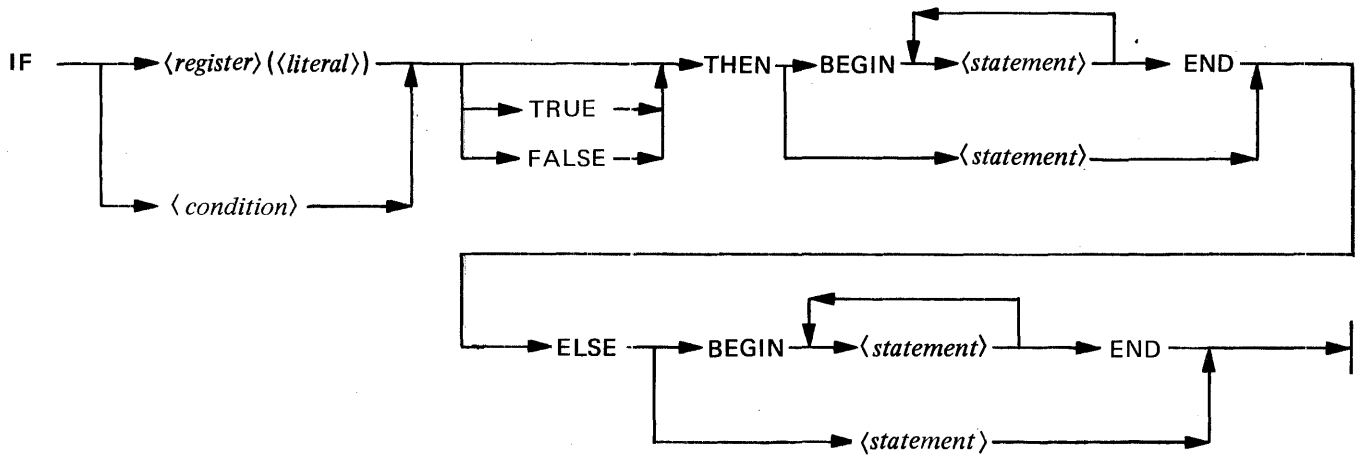 IF ⟨register⟩(⟨literal⟩) THEN BEGIN ⟨statement⟩ END
TRUE
FALSE ⟨statement⟩
⟨condition⟩
ELSE BEGIN ⟨statement⟩ END
⟨statement⟩